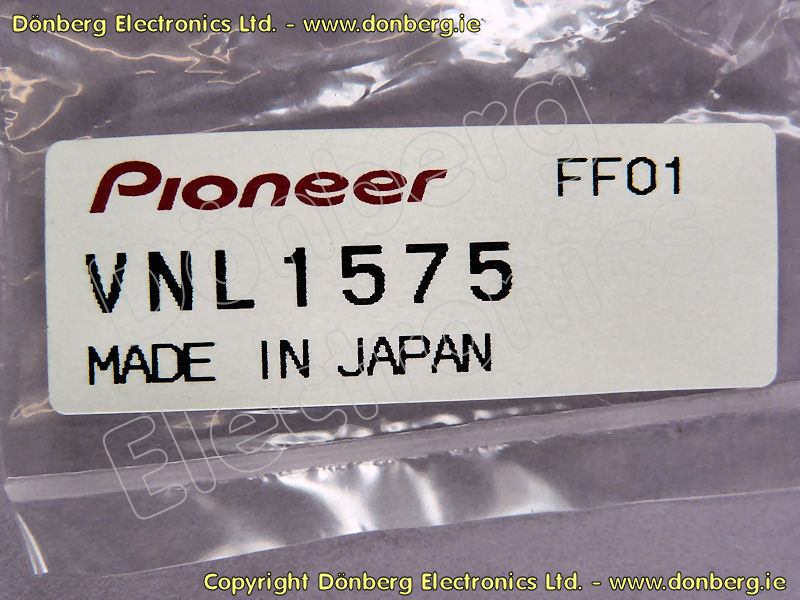 Dönberg Electronics Ltd. - www.donberg.ie
Pioneer FF01
VNL1575
MADE IN JAPAN
Dönberg
Electronics
Copyright Dönberg Electronics Ltd. - www.donberg.ie